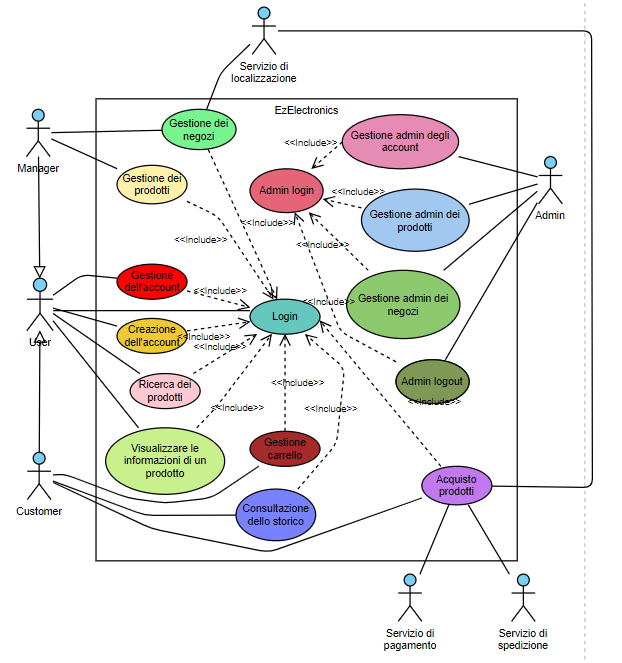 Servizio di
localizzazione
EzElectronics
Gestione dei
negozi
<<Include>>
Gestione admin degli
account
Manager
Gestione dei
prodotti
Admin login
<<Include>>
Admin
Gestione admin dei
prodotti
<<Include>>
<<Include>>
<<Include>>
Gestione
dell'account
<<Include>>
Gestione admin dei
negozi
<<Include>>
Login
User
Creazione
dell'account
<<Include>>
<<Include>>
Ricerca dei
prodotti
<<Include>>
Admin logout
<<Include>>
<<Include>>
<<Include>>
Visualizzare le
informazioni di un
prodotto
Gestione
carrello
Acquisto
prodotti
Customer
Consultazione
dello storico
Servizio di
pagamento
Servizio di
spedizione